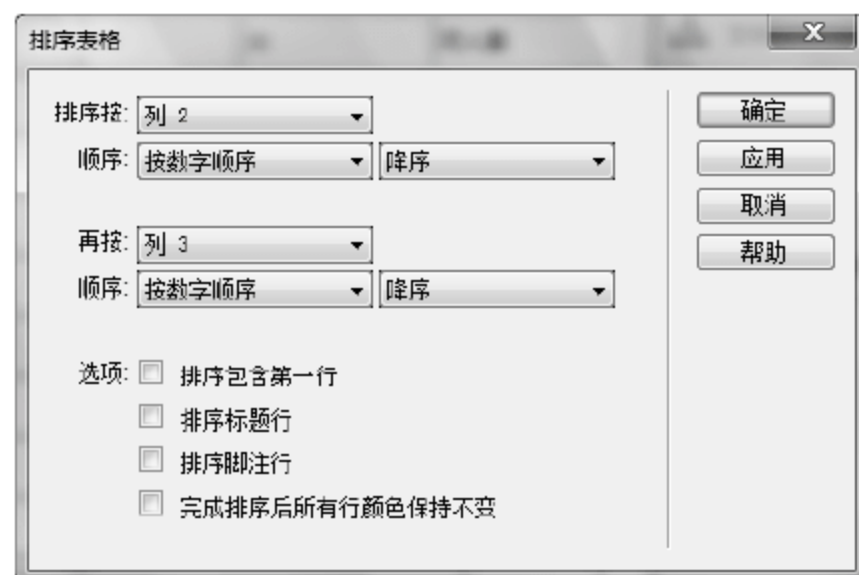 排序表格
排序按: 列 2
顺序: 按数字顺序 降序
再按: 列 3
顺序: 按数字顺序 降序
选项: 排序包含第一行
排序标题行
排序脚注行
完成排序后所有行颜色保持不变
确定
应用
取消
帮助